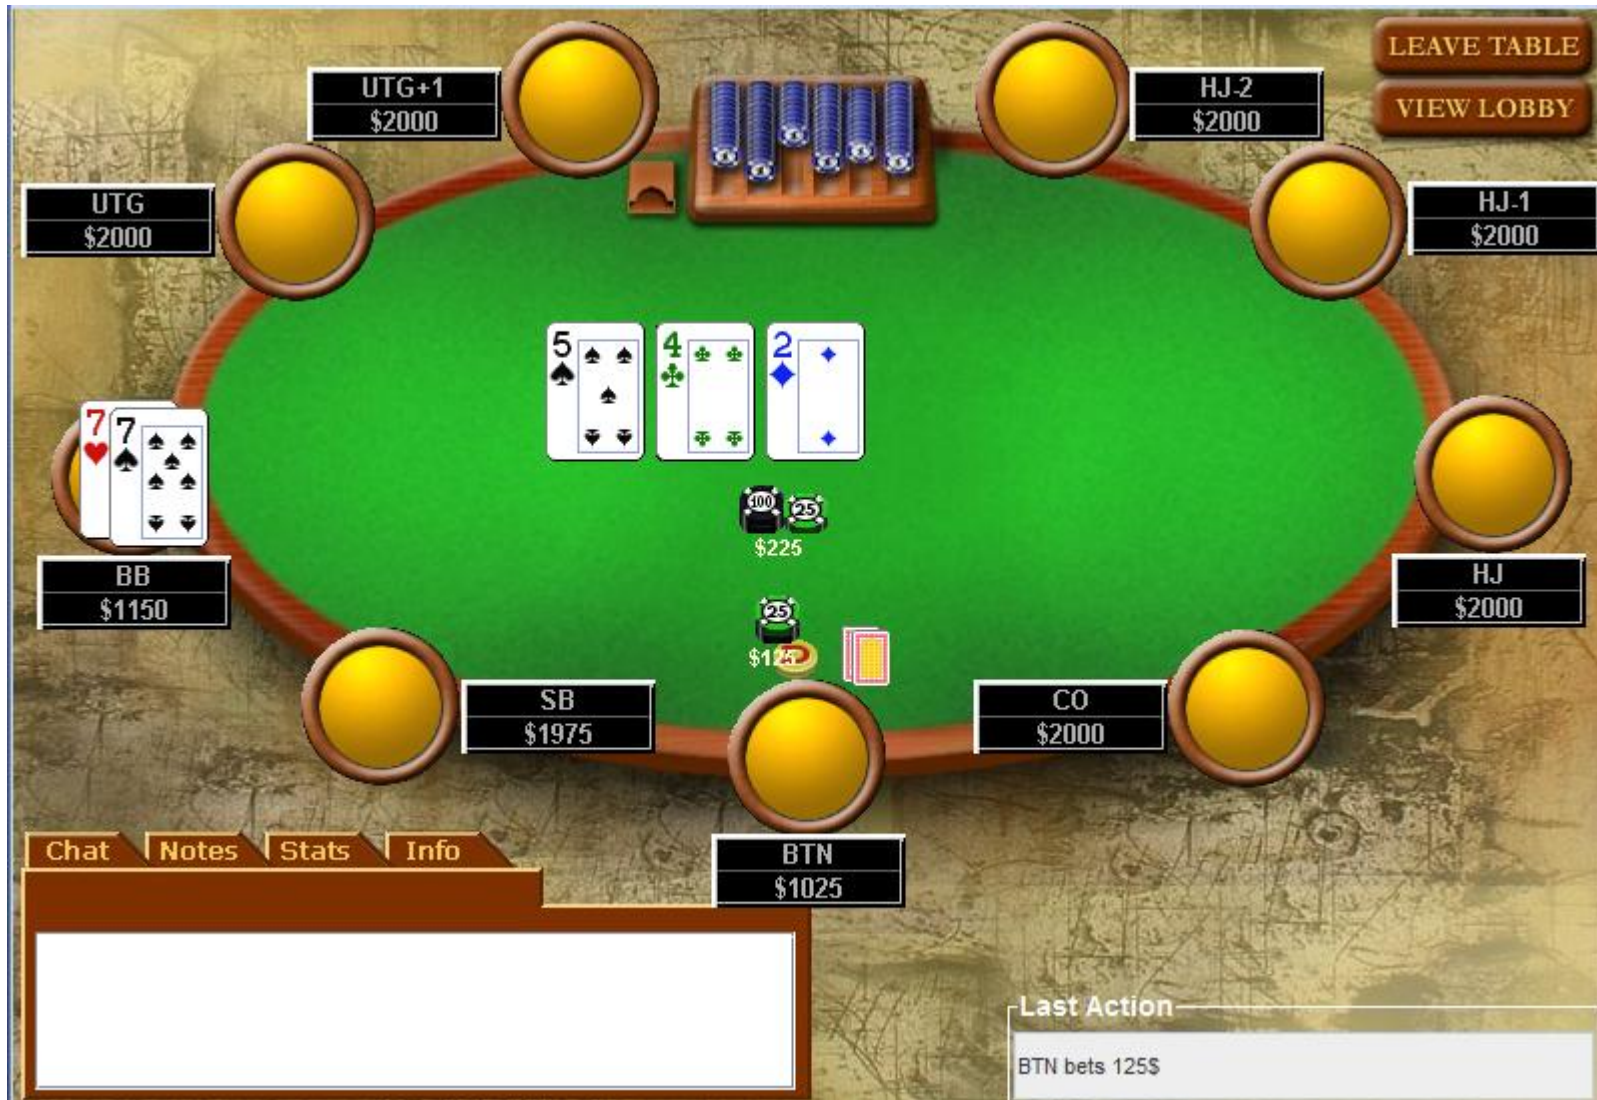 LEAVE TABLE
VIEW LOBBY
UTG+1
$2000
HJ-2
$2000
UTG
$2000
HJ-1
$2000
5
4
2
7
7
100
25
$225
BB
$1150
HJ
$2000
25
$125
D
SB
$1975
CO
$2000
BTN
$1025
Chat
Notes
Stats
Info
Last Action
BTN bets 125$